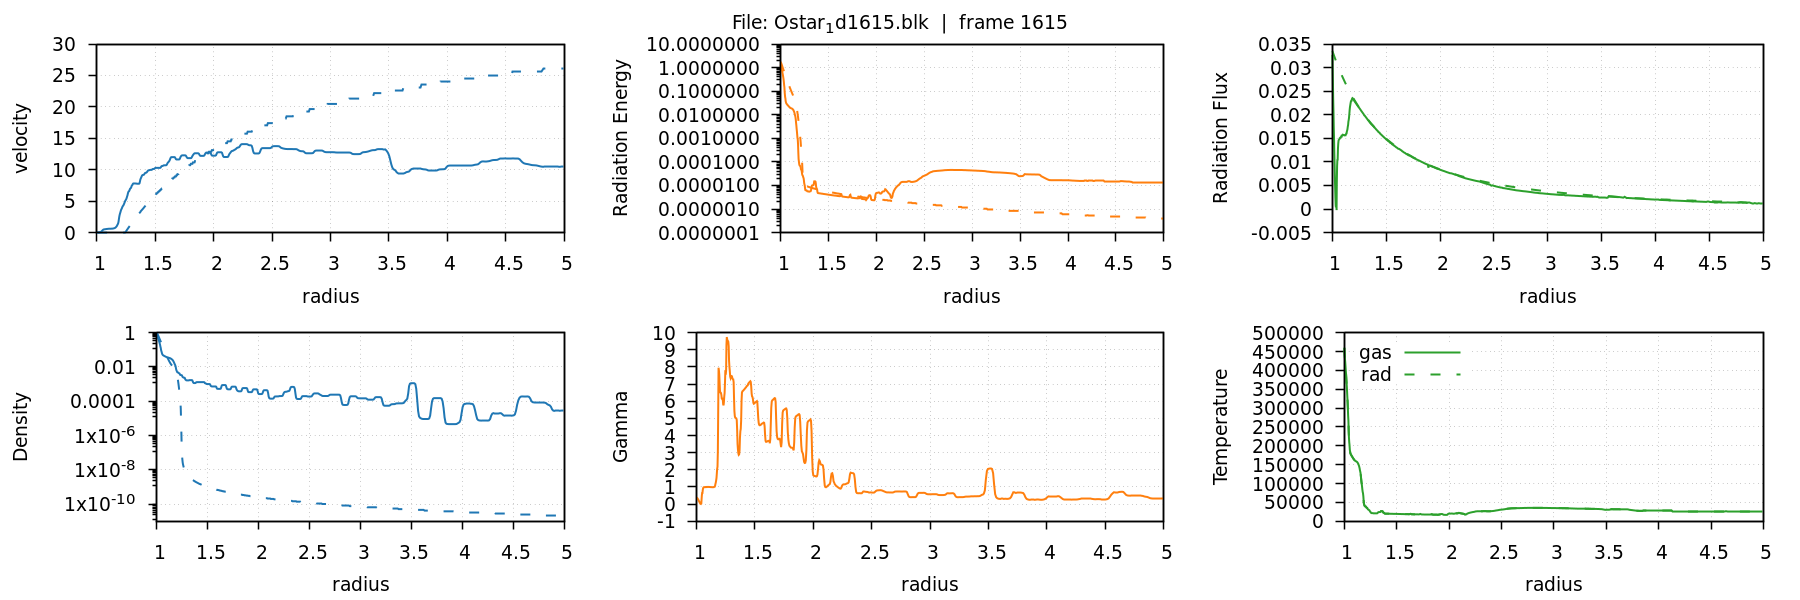 File: Ostar₁d1615.blk | frame 1615
velocity
30
25
20
15
10
5
0
1 1.5 2 2.5 3 3.5 4 4.5 5
radius
Radiation Energy
10.0000000
1.0000000
0.1000000
0.0100000
0.0010000
0.0001000
0.0000100
0.0000010
0.0000001
1 1.5 2 2.5 3 3.5 4 4.5 5
radius
Radiation Flux
0.035
0.03
0.025
0.02
0.015
0.01
0.005
0
-0.005
1 1.5 2 2.5 3 3.5 4 4.5 5
radius
Density
1
0.01
0.0001
1x10⁻⁶
1x10⁻⁸
1x10⁻¹⁰
1 1.5 2 2.5 3 3.5 4 4.5 5
radius
Gamma
10
9
8
7
6
5
4
3
2
1
0
-1
1 1.5 2 2.5 3 3.5 4 4.5 5
radius
Temperature
500000
450000
400000
350000
300000
250000
200000
150000
100000
50000
0
gas
rad
1 1.5 2 2.5 3 3.5 4 4.5 5
radius